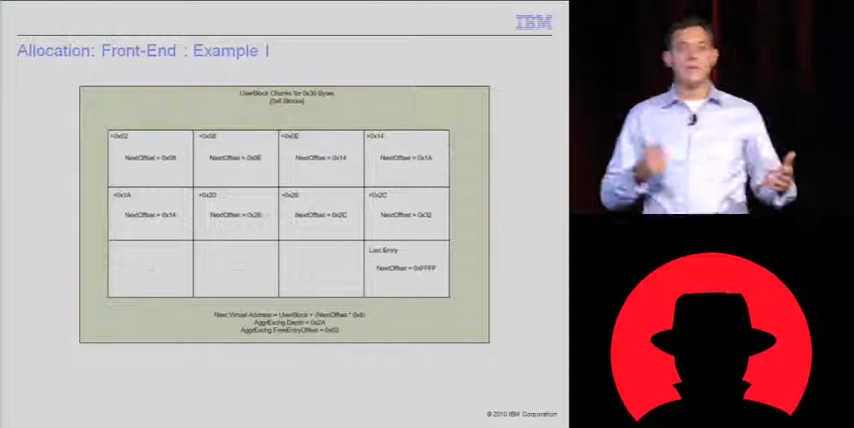 IBM
Allocation: Front-End : Example I
UserBlock Chunks for 0x30 Bytes
[0x6 Blocks]
+0x02
NextOffset = 0x08
+0x08
NextOffset = 0x0E
+0x0E
NextOffset = 0x14
+0x14
NextOffset = 0x1A
+0x1A
NextOffset = 0x14
+0x20
NextOffset = 0x26
+0x26
NextOffset = 0x2C
+0x2C
NextOffset = 0x32
Last Entry
NextOffset = 0xFFFF
Next Virtual Address = UserBlock + (NextOffset * 0x8)
AggrExchg.Depth = 0x2A
AggrExchg.FreeEntryOffset = 0x02
© 2010 IBM Corporation